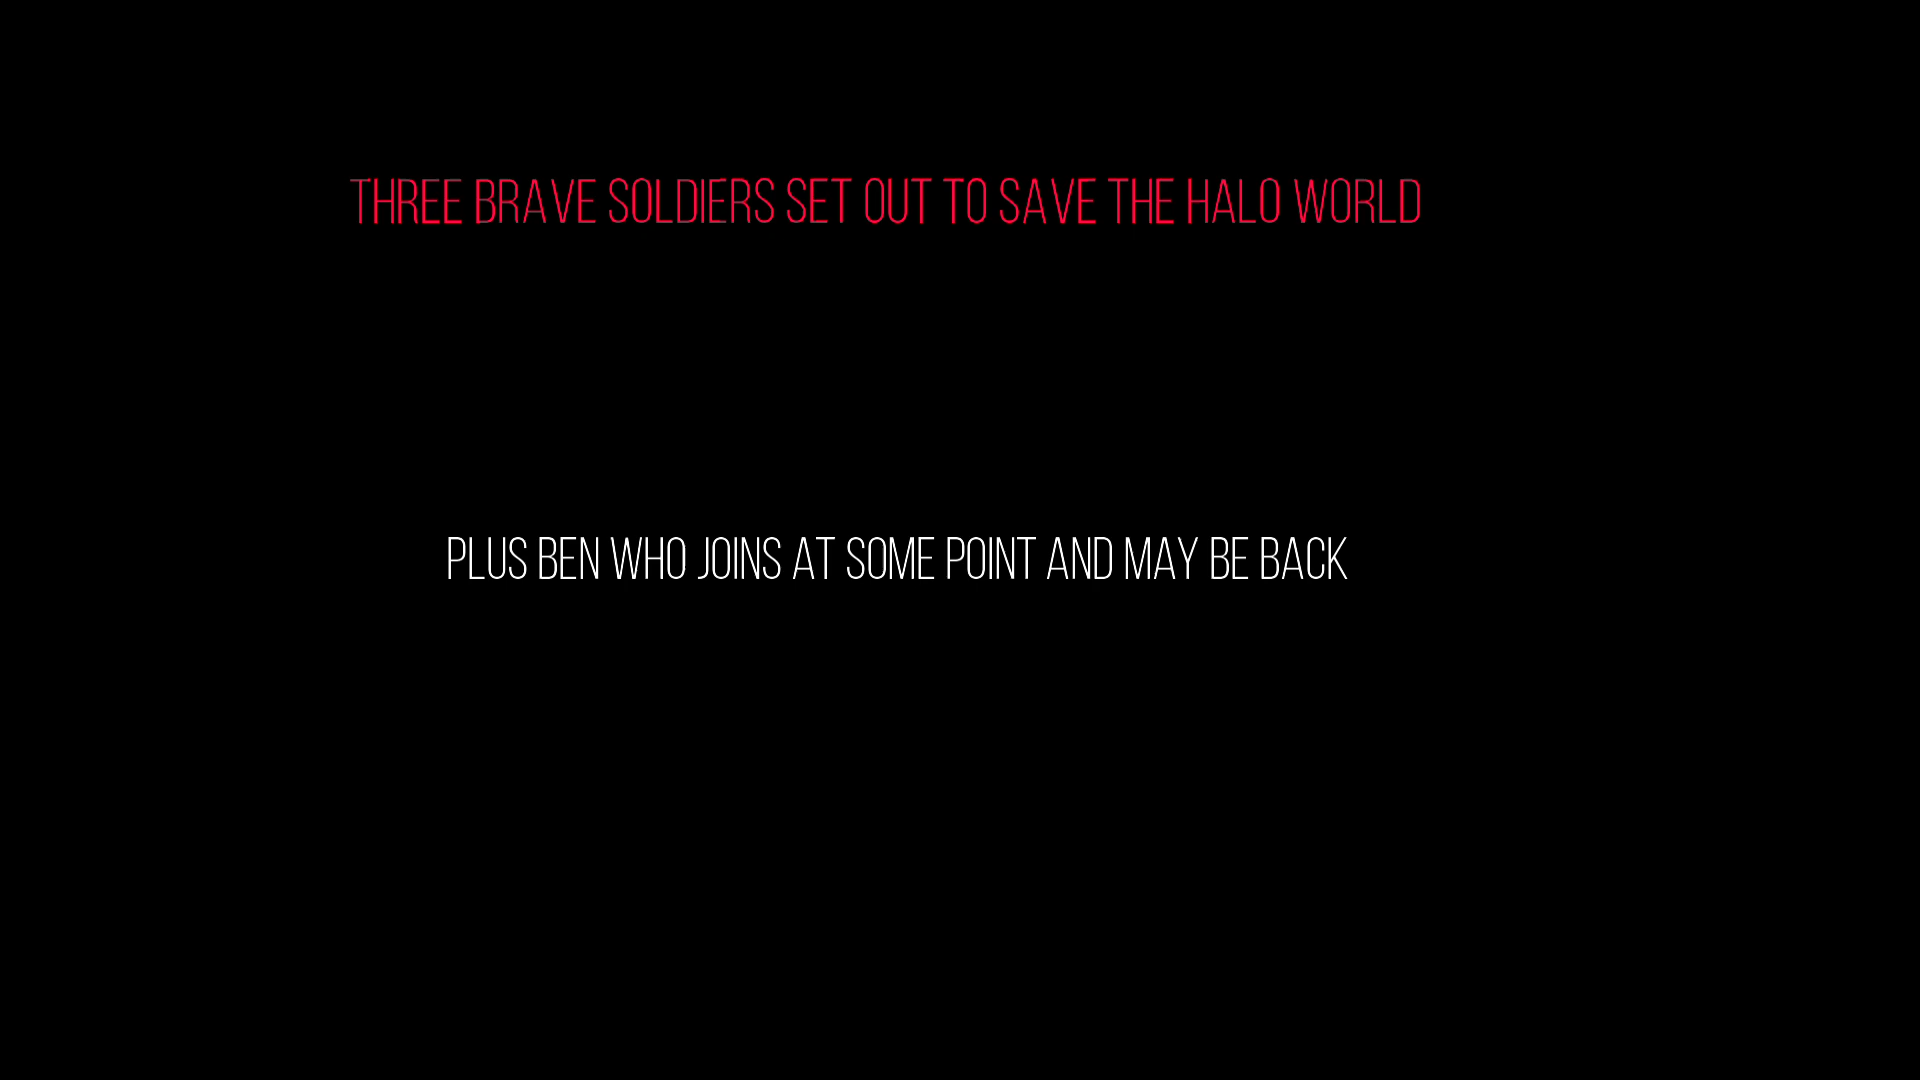 THREE BRAVE SOLDIERS SET OUT TO SAVE THE HALO WORLD
PLUS BEN WHO JOINS AT SOME POINT AND MAY BE BACK